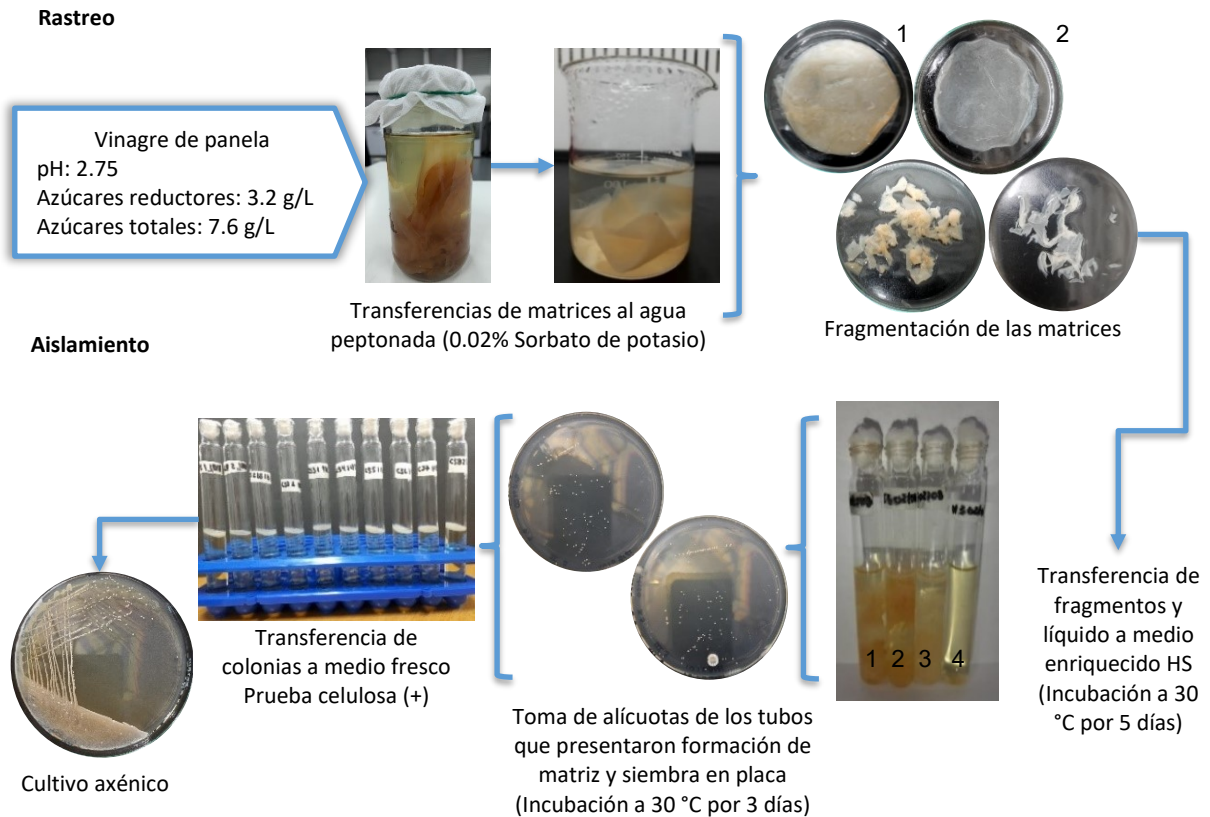 Rastreo
Vinagre de panela
pH: 2.75
Azúcares reductores: 3.2 g/L
Azúcares totales: 7.6 g/L
Transferencias de matrices al agua
peptonada (0.02% Sorbato de potasio)
1
2
Fragmentación de las matrices
Aislamiento
Transferencia de
fragmentos y
líquido a medio
enriquecido HS
(Incubación a 30
°C por 5 días)
1 2 3 4
Toma de alícuotas de los tubos
que presentaron formación de
matriz y siembra en placa
(Incubación a 30 °C por 3 días)
Transferencia de
colonias a medio fresco
Prueba celulosa (+)
Cultivo axénico